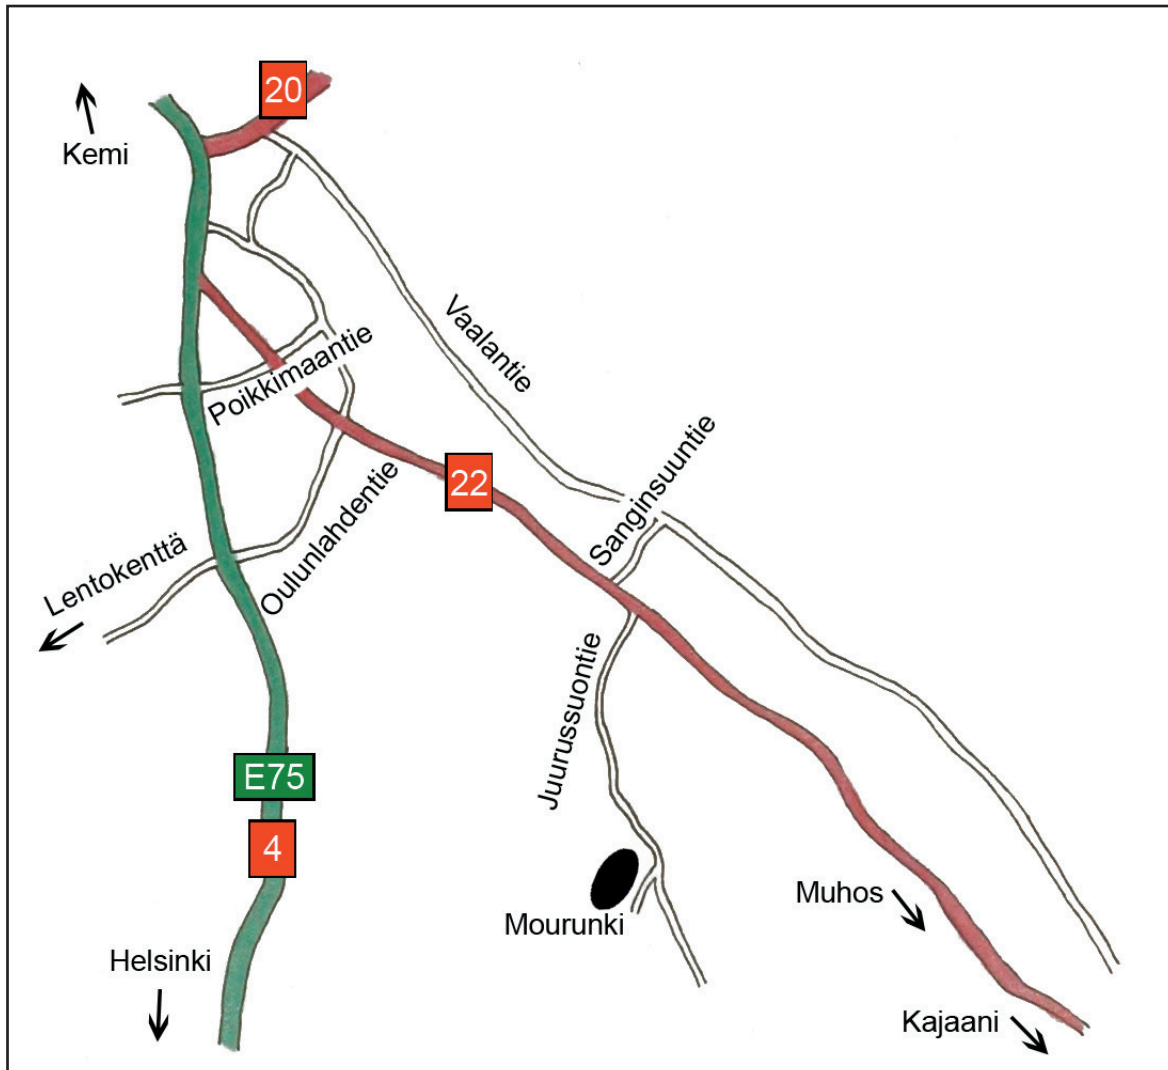 20
Kemi
Vaalantie
Poikkimaantie
Sanginsuuntie
22
Oulunlahdentie
Lentokenttä
Juurussuontie
E75
4
Muhos
Mourunki
Helsinki
Kajaani